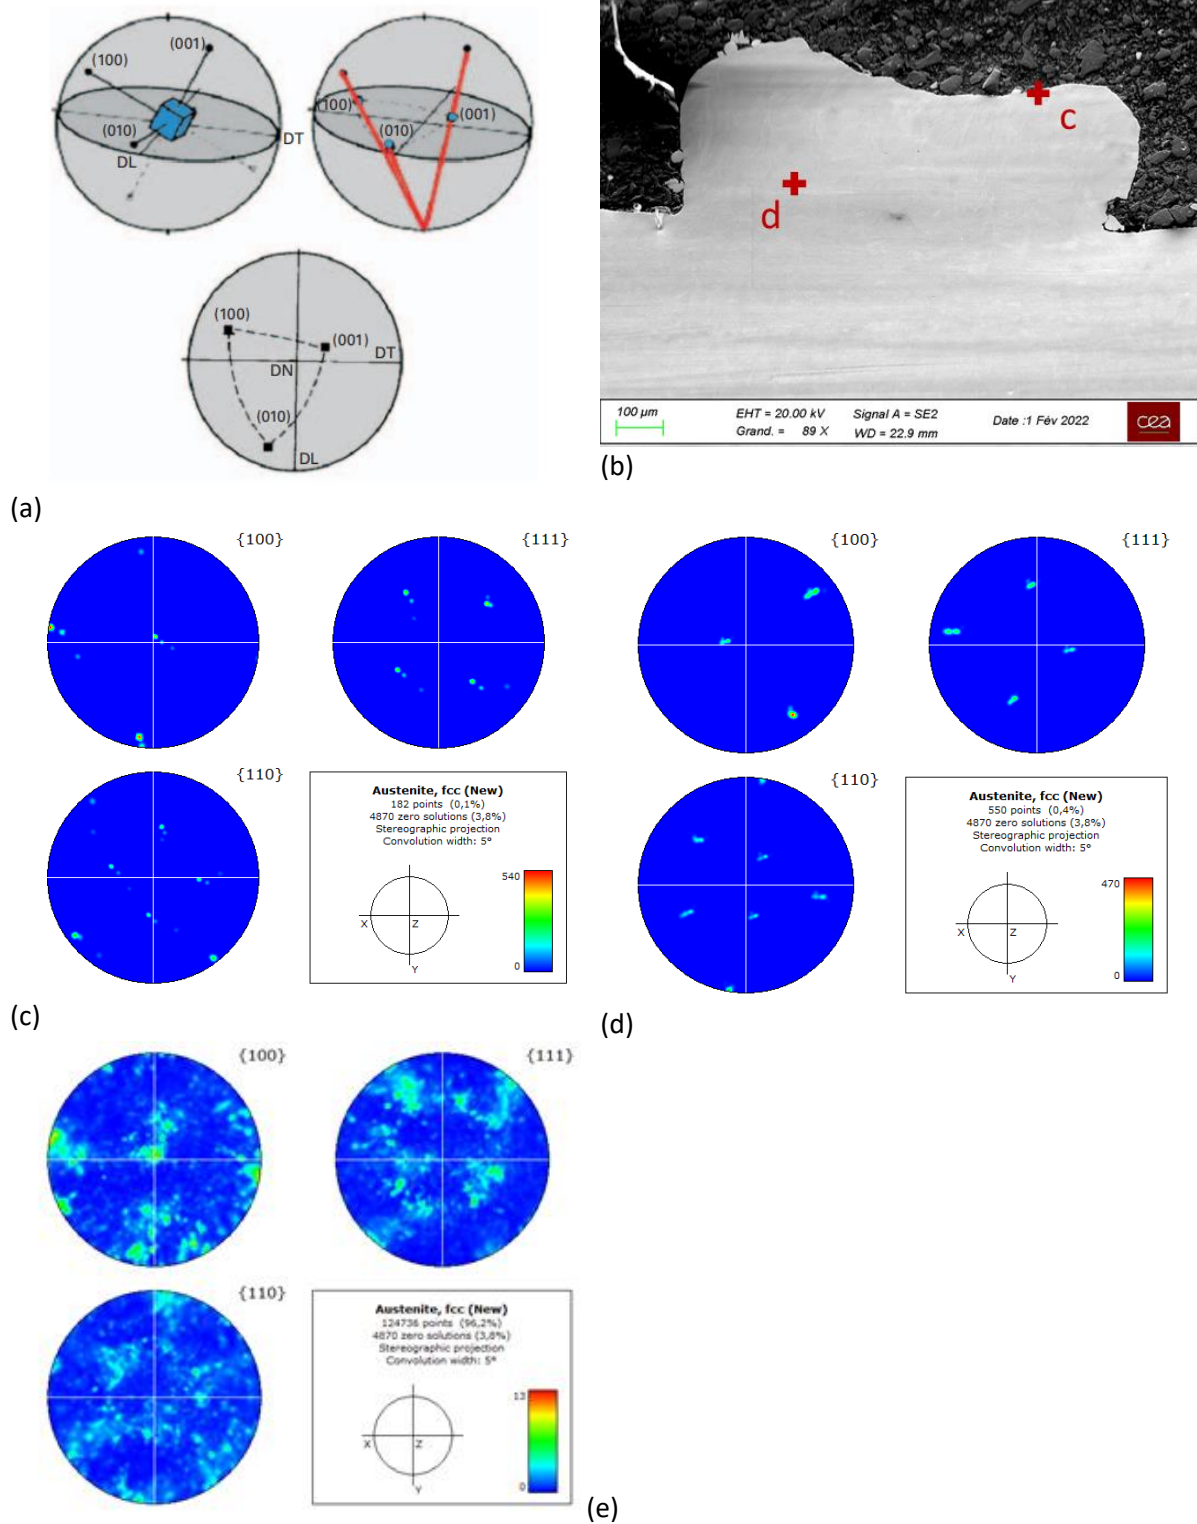 (001)
(100)
(010)
DT
DL
(100)
(001)
(010)
(100)
(001)
DT
DN
(010)
DL
(a)
c
d
100 µm
EHT = 20.00 kV
Signal A = SE2
Date :1 Fév 2022
Grand. = 89 X
WD = 22.9 mm
cea
(b)
{100}
{111}
{110}
Austenite, fcc (New)
182 points (0,1%)
4870 zero solutions (3,8%)
Stereographic projection
Convolution width: 5°
540
0
X
Z
Y
(c)
{100}
{111}
{110}
Austenite, fcc (New)
550 points (0,4%)
4870 zero solutions (3,8%)
Stereographic projection
Convolution width: 5°
470
0
X
Z
Y
(d)
{100}
{111}
{110}
Austenite, fcc (New)
124736 points (96,2%)
4870 zero solutions (3,8%)
Stereographic projection
Convolution width: 5°
13
0
X
Z
Y
(e)